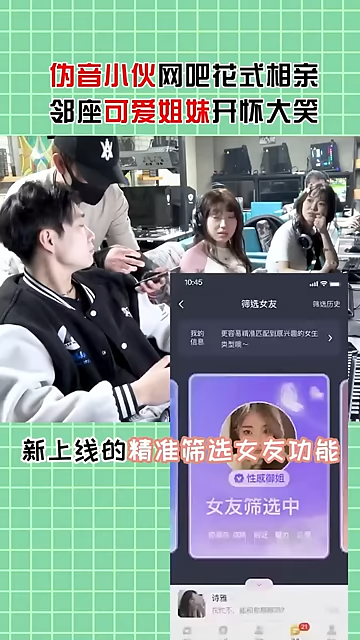 伪音小伙网吧花式相亲
邻座可爱姐妹开怀大笑
10:45
筛选女友
筛选历史
我的
信息
更容易精准匹配到感兴趣的女生
类型哦～
新上线的精准筛选女友功能
性感御姐
女友筛选中
诗雅
21